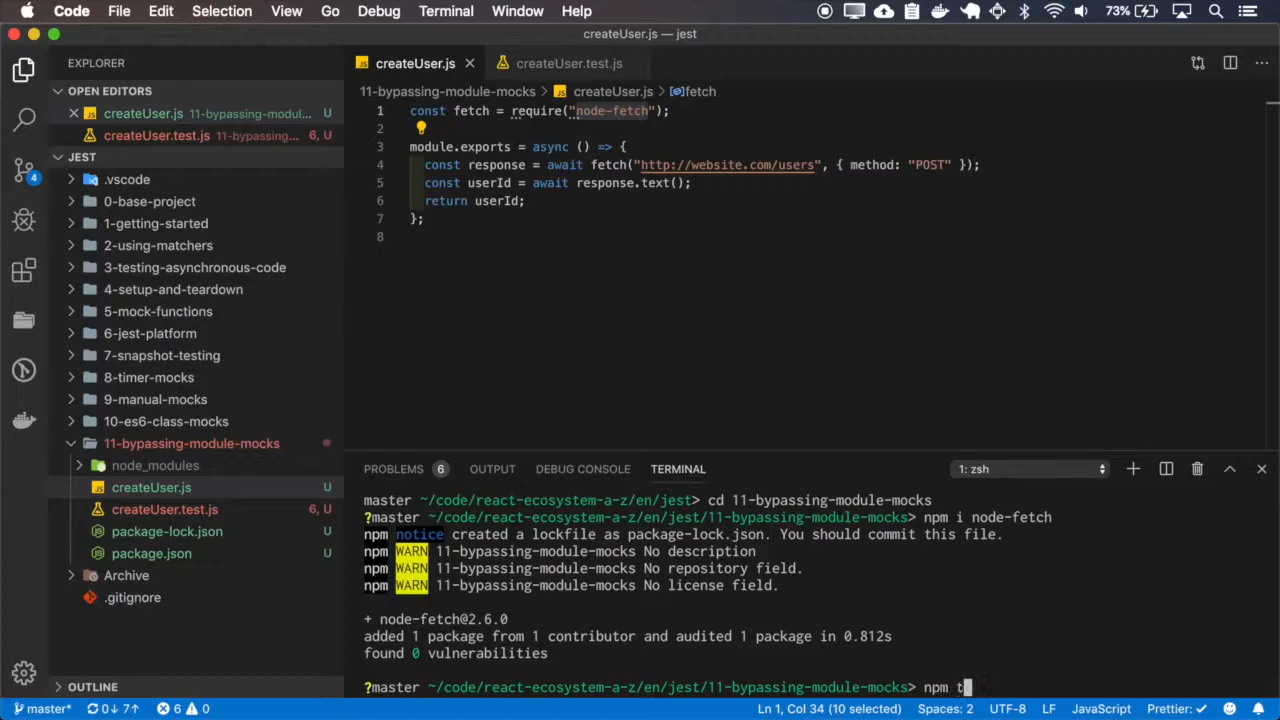 Code File Edit Selection View Go Debug Terminal Window Help 73%
createUser.js — jest
EXPLORER
OPEN EDITORS
createUser.js 11-bypassing-modul... U
createUser.test.js 11-bypassing-... 6, U
JEST
.vscode
0-base-project
1-getting-started
2-using-matchers
3-testing-asynchronous-code
4-setup-and-teardown
5-mock-functions
6-jest-platform
7-snapshot-testing
8-timer-mocks
9-manual-mocks
10-es6-class-mocks
11-bypassing-module-mocks
node_modules
JS createUser.js U
createUser.test.js 6, U
package-lock.json U
package.json U
Archive
.gitignore
OUTLINE
4
JS createUser.js
createUser.test.js
11-bypassing-module-mocks JS createUser.js fetch
1 const fetch = require("node-fetch");
2
3 module.exports = async () => {
4 const response = await fetch("http://website.com/users", { method: "POST" });
5 const userId = await response.text();
6 return userId;
7 };
8
PROBLEMS 6 OUTPUT DEBUG CONSOLE TERMINAL 1: zsh
master ~/code/react-ecosystem-a-z/en/jest> cd 11-bypassing-module-mocks
?master ~/code/react-ecosystem-a-z/en/jest/11-bypassing-module-mocks> npm i node-fetch
npm notice created a lockfile as package-lock.json. You should commit this file.
npm WARN 11-bypassing-module-mocks No description
npm WARN 11-bypassing-module-mocks No repository field.
npm WARN 11-bypassing-module-mocks No license field.
+ node-fetch@2.6.0
added 1 package from 1 contributor and audited 1 package in 0.812s
found 0 vulnerabilities
?master ~/code/react-ecosystem-a-z/en/jest/11-bypassing-module-mocks> npm t
master* 0↓ 7↑ 6 0 Ln 1, Col 34 (10 selected) Spaces: 2 UTF-8 LF JavaScript Prettier: ✓